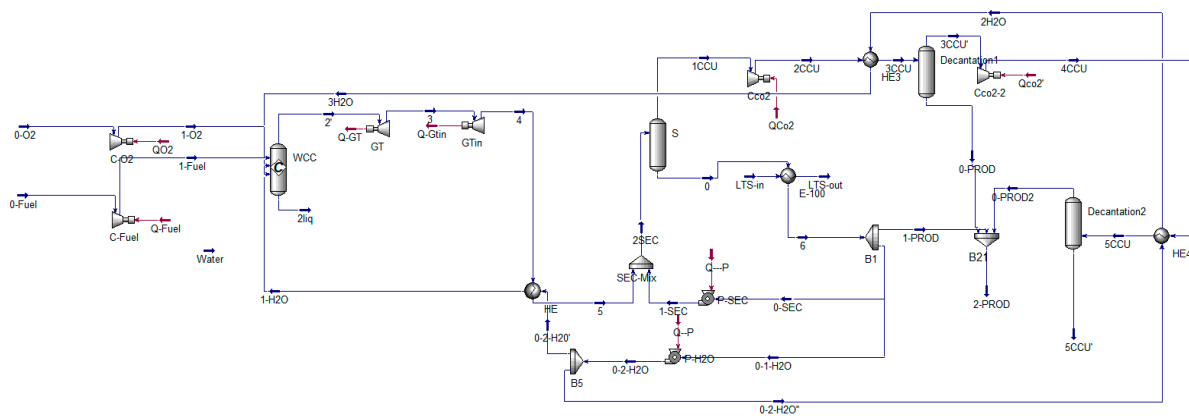 2H2O
3CCU'
1CCU
2CCU
3CCU
Decantation1
4CCU
HE3
Cco2
Cco2-2
Qco2'
3H2O
QCo2
0-O2
1-O2
2'
3
4
Q-GT
GT
Q-Gtin
GTin
S
C-O2
QO2
WCC
1-Fuel
C
0-PROD
0
LTS-in
LTS-out
E-100
0-PROD2
0-Fuel
C-Fuel
Q-Fuel
2liq
Decantation2
Water
2SEC
6
1-PROD
B1
5CCU
HE4
B21
SEC-Mix
Q---P
1-H2O
HE
5
1-SEC
P-SEC
0-SEC
2-PROD
Q--P
0-2-H20'
P-H2O
0-2-H2O
0-1-H2O
B5
5CCU'
0-2-H2O"